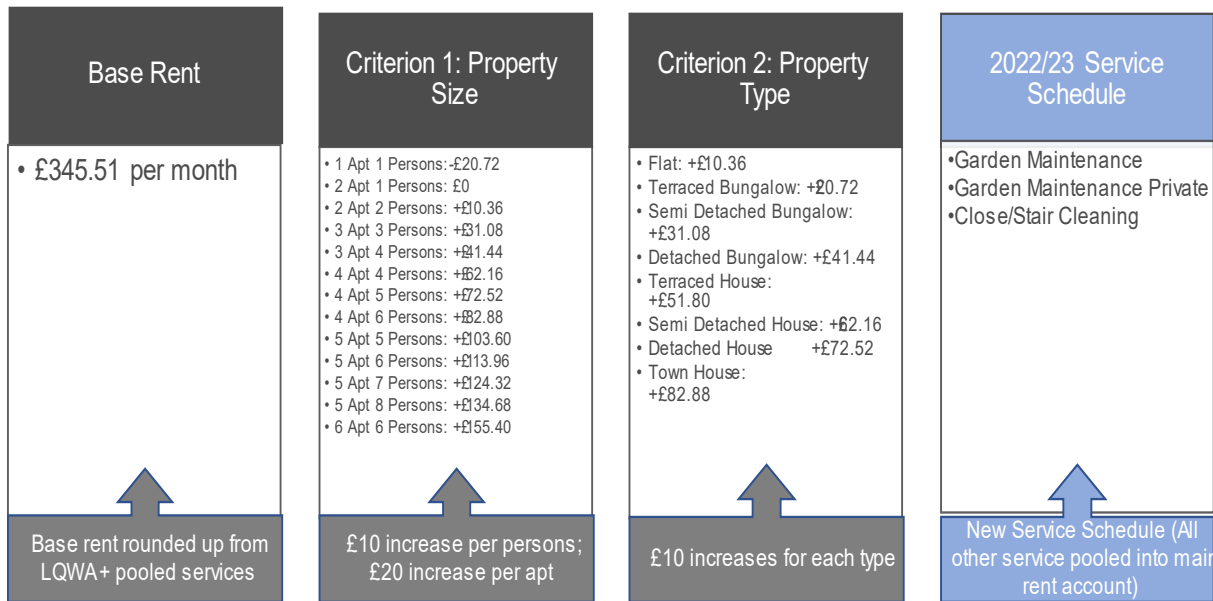 Base Rent
• £345.51 per month
Base rent rounded up from
LQWA+ pooled services
Criterion 1: Property
Size
• 1 Apt 1 Persons:-£20.72
• 2 Apt 1 Persons: £0
• 2 Apt 2 Persons: +£10.36
• 3 Apt 3 Persons: +£31.08
• 3 Apt 4 Persons: +£41.44
• 4 Apt 4 Persons: +£62.16
• 4 Apt 5 Persons: +£72.52
• 4 Apt 6 Persons: +£82.88
• 5 Apt 5 Persons: +£103.60
• 5 Apt 6 Persons: +£113.96
• 5 Apt 7 Persons: +£124.32
• 5 Apt 8 Persons: +£134.68
• 6 Apt 6 Persons: +£155.40
£10 increase per persons;
£20 increase per apt
Criterion 2: Property
Type
• Flat: +£10.36
• Terraced Bungalow: +£20.72
• Semi Detached Bungalow:
+£31.08
• Detached Bungalow: +£41.44
• Terraced House:
+£51.80
• Semi Detached House: +£62.16
• Detached House +£72.52
• Town House:
+£82.88
£10 increases for each type
2022/23 Service
Schedule
•Garden Maintenance
•Garden Maintenance Private
•Close/Stair Cleaning
New Service Schedule (All
other service pooled into main
rent account)